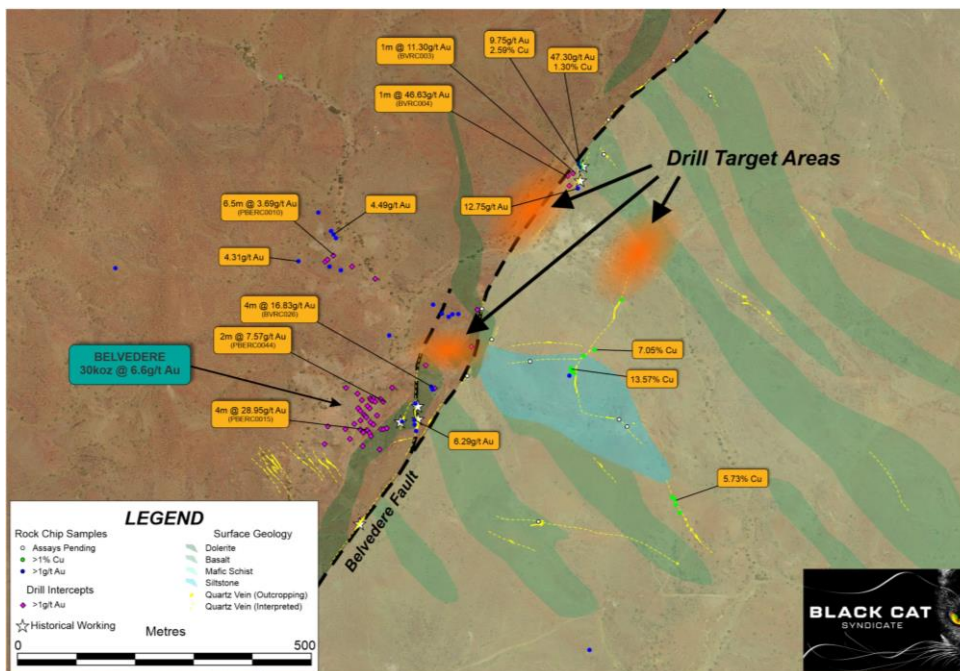 1m @ 11.30g/t Au
(BVRC003)
9.75g/t Au
2.59% Cu
47.30g/t Au
1.30% Cu
1m @ 46.63g/t Au
(BVRC004)
Drill Target Areas
6.5m @ 3.69g/t Au
(PBERC0010)
4.49g/t Au
12.75g/t Au
4.31g/t Au
4m @ 16.83g/t Au
(BVRC026)
2m @ 7.57g/t Au
(PBERC0044)
BELVEDERE
30koz @ 6.6g/t Au
7.05% Cu
13.57% Cu
4m @ 28.95g/t Au
(PBERC0015)
6.29g/t Au
5.73% Cu
Belvedere Fault
LEGEND
Rock Chip Samples
Assays Pending
>1% Cu
>1g/t Au
Drill Intercepts
>1g/t Au
Historical Working
Surface Geology
Dolerite
Basalt
Mafic Schist
Siltstone
Quartz Vein (Outcropping)
Quartz Vein (Interpreted)
Metres
0 500
BLACK CAT
SYNDICATE